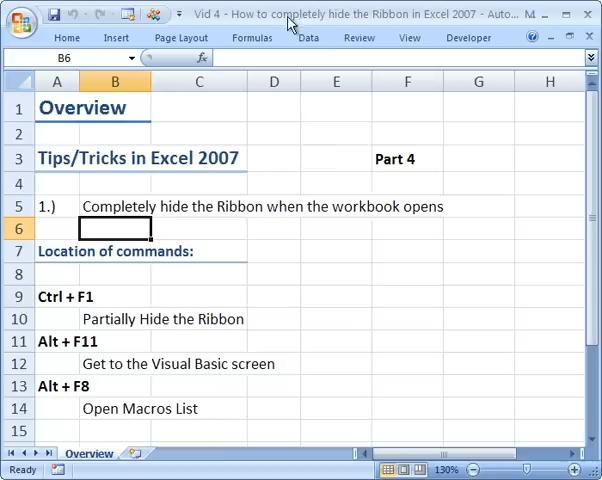 Vid 4 - How to completely hide the Ribbon in Excel 2007 - Auto... M...
Home Insert Page Layout Formulas Data Review View Developer
B6 fx
A B C D E F G H
1 Overview
2
3 Tips/Tricks in Excel 2007 Part 4
4
5 1.) Completely hide the Ribbon when the workbook opens
6
7 Location of commands:
8
9 Ctrl + F1
10 Partially Hide the Ribbon
11 Alt + F11
12 Get to the Visual Basic screen
13 Alt + F8
14 Open Macros List
15
Overview
Ready 130%